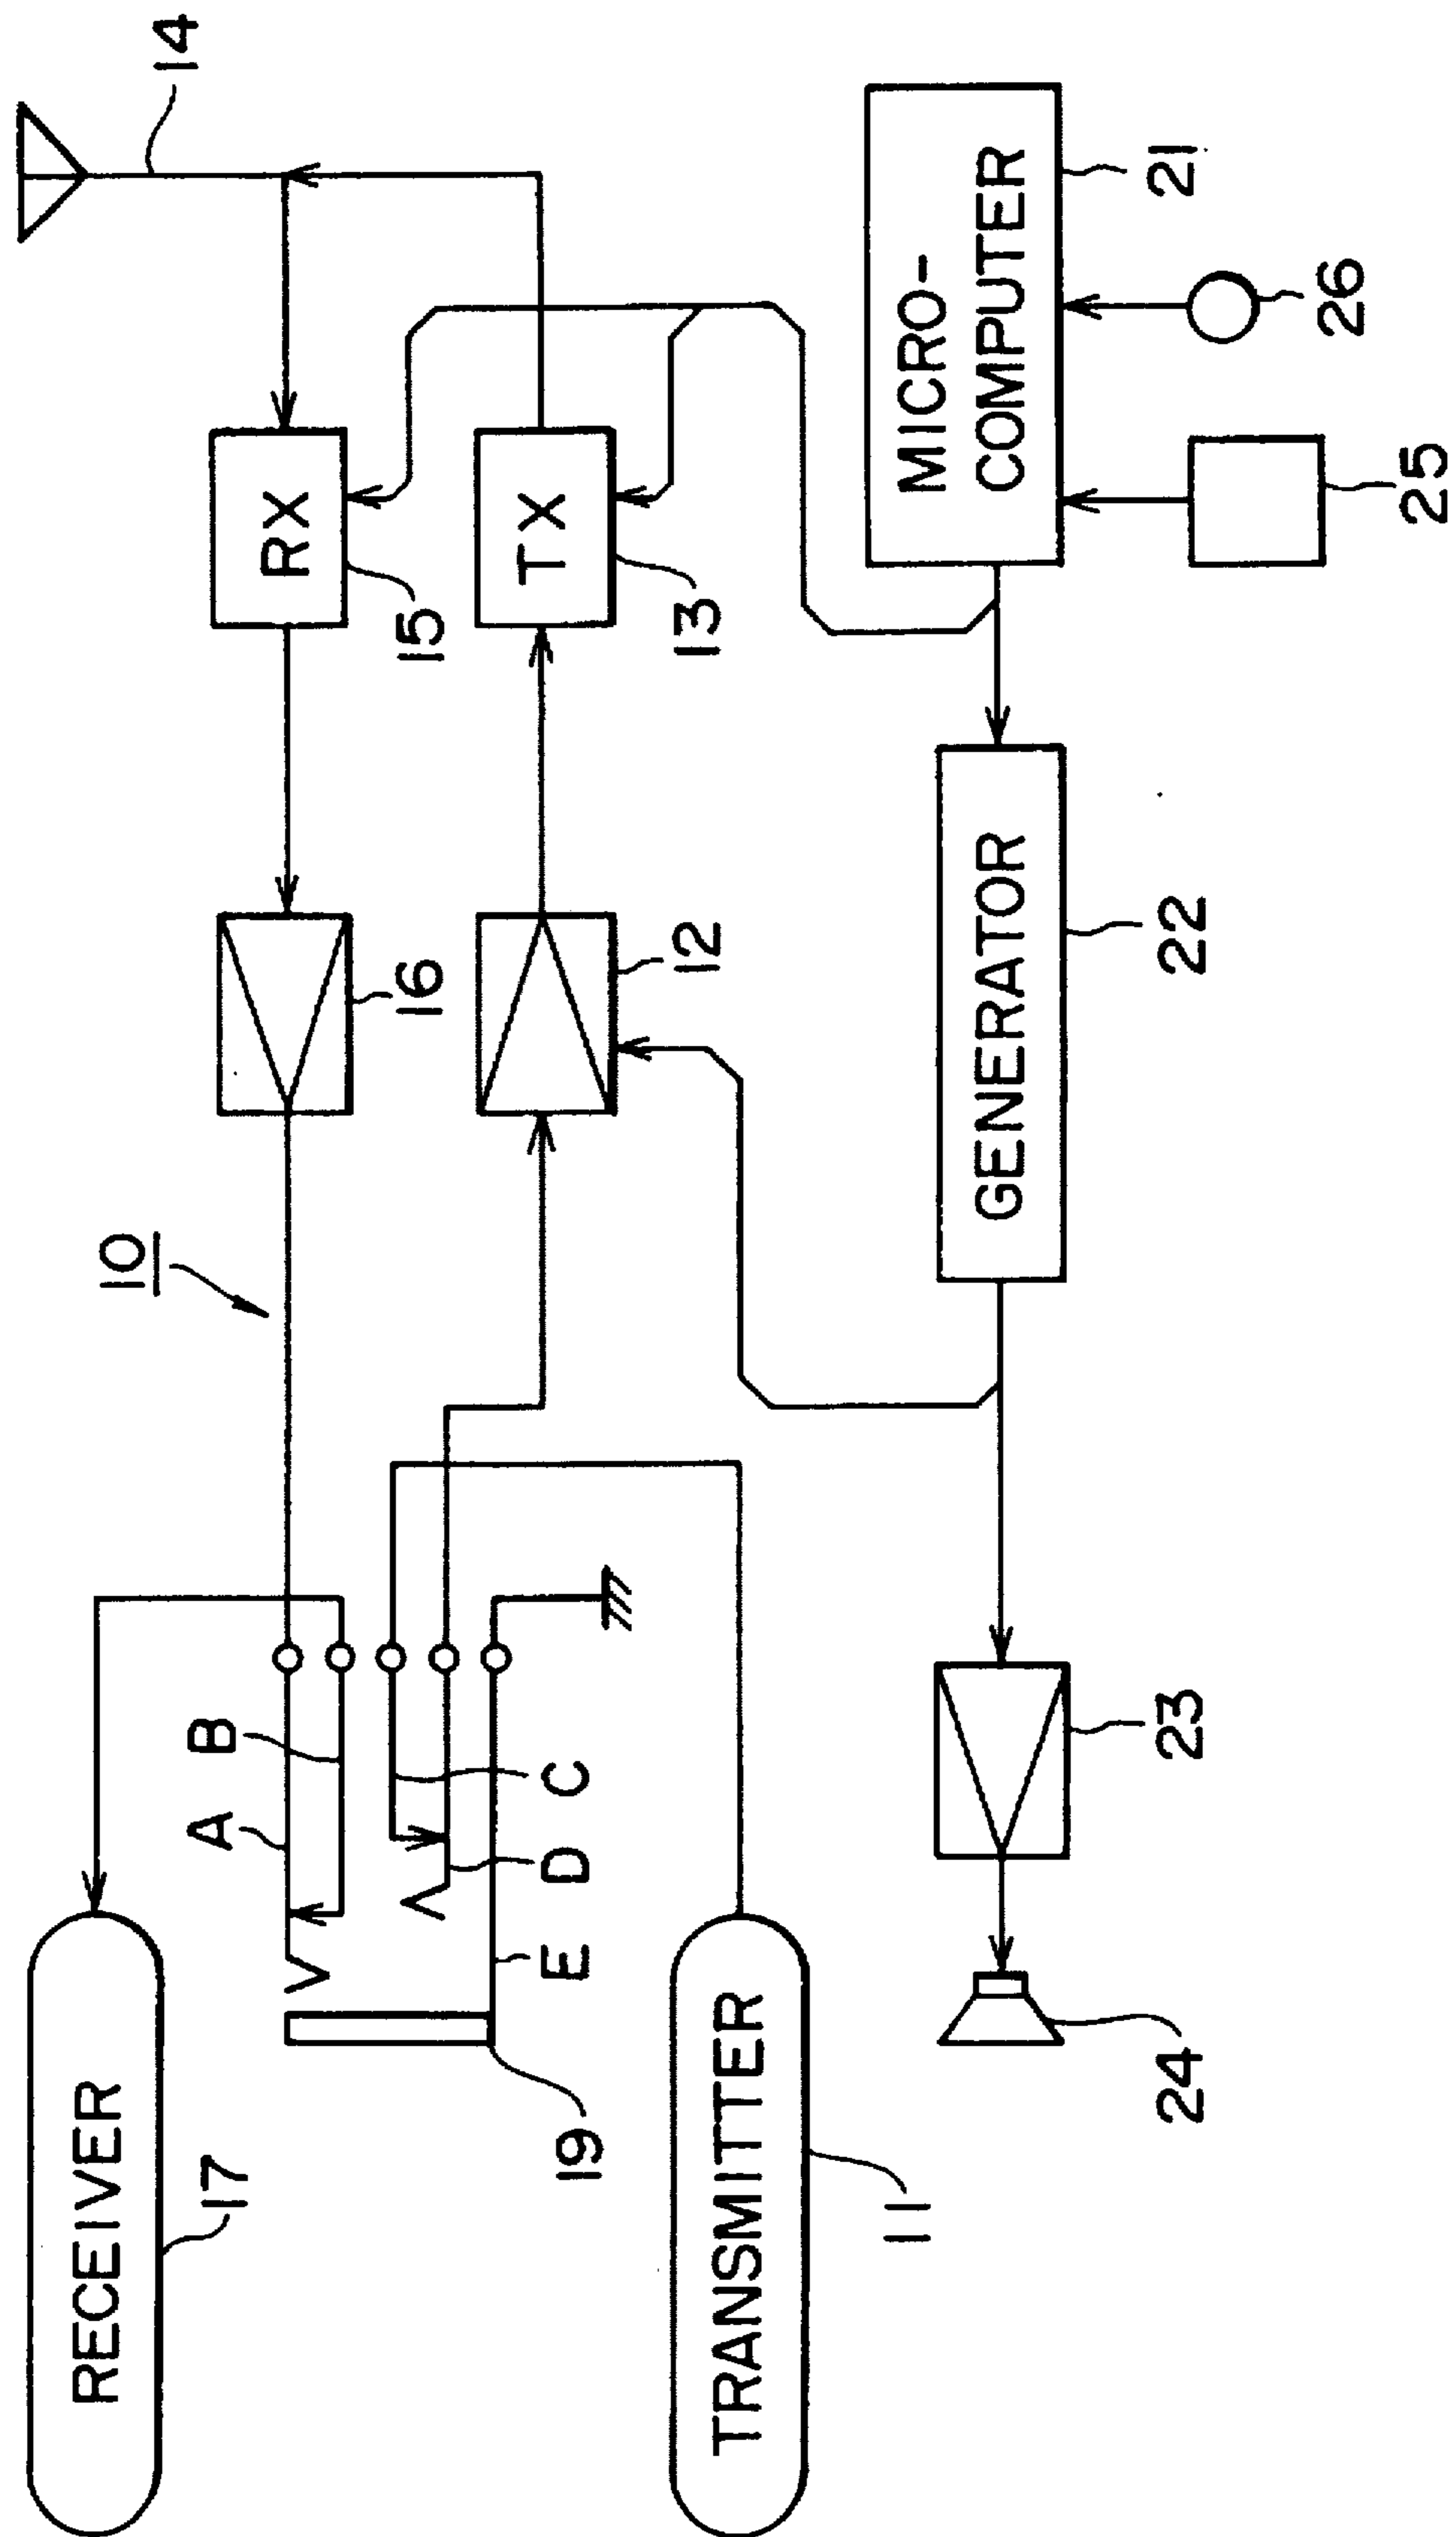 RECEIVER
10
14
17
A
B
RX
16
15
19
E
D
C
TX
12
13
TRANSMITTER
11
MICRO-
COMPUTER
GENERATOR
24
23
22
21
26
25